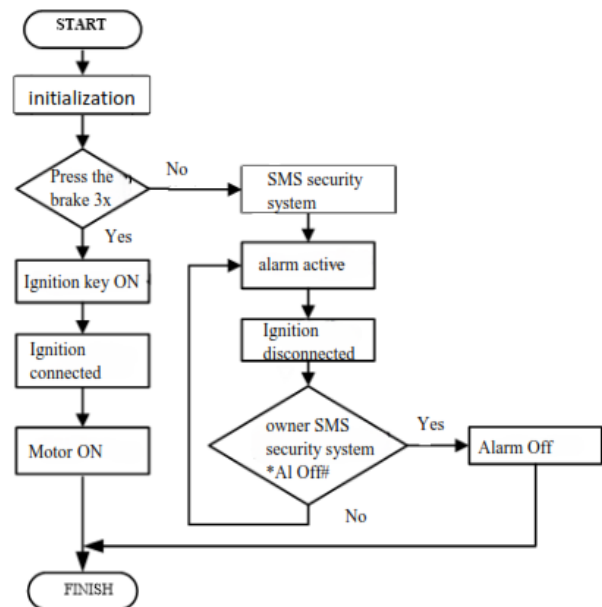 START
initialization
Press the
brake 3x
No
SMS security
system
Yes
alarm active
Ignition key ON
Ignition
disconnected
Ignition
connected
owner SMS
security system
*Al Off#
Yes
Alarm Off
Motor ON
No
FINISH